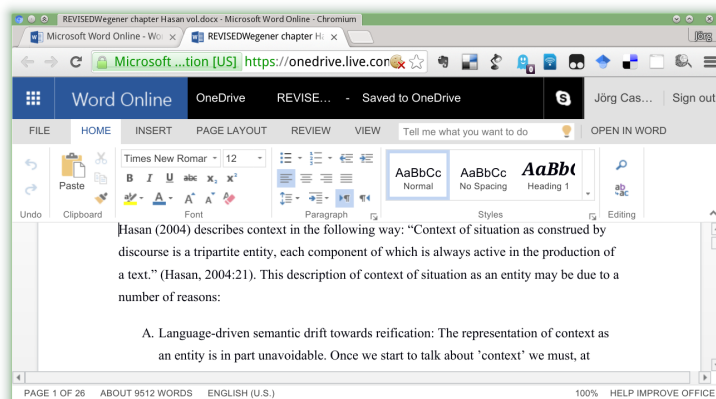 REVISEDWegener chapter Hasan vol.docx - Microsoft Word Online - Chromium
Microsoft Word Online - Wo
REVISEDWegener chapter Ha
Jörg
Microsoft ...tion [US] https://onedrive.live.com
0
Word Online OneDrive REVISE... - Saved to OneDrive Jörg Cas... Sign out
FILE HOME INSERT PAGE LAYOUT REVIEW VIEW Tell me what you want to do OPEN IN WORD
Times New Romar 12
Paste
B I U abc x₂ x²
AaBbCc AaBbCc AaBb(
Normal No Spacing Heading 1
Undo Clipboard Font Paragraph Styles Editing
Hasan (2004) describes context in the following way: “Context of situation as construed by
discourse is a tripartite entity, each component of which is always active in the production of
a text.” (Hasan, 2004:21). This description of context of situation as an entity may be due to a
number of reasons:
A. Language-driven semantic drift towards reification: The representation of context as
an entity is in part unavoidable. Once we start to talk about ’context’ we must, at
PAGE 1 OF 26 ABOUT 9512 WORDS ENGLISH (U.S.) 100% HELP IMPROVE OFFICE